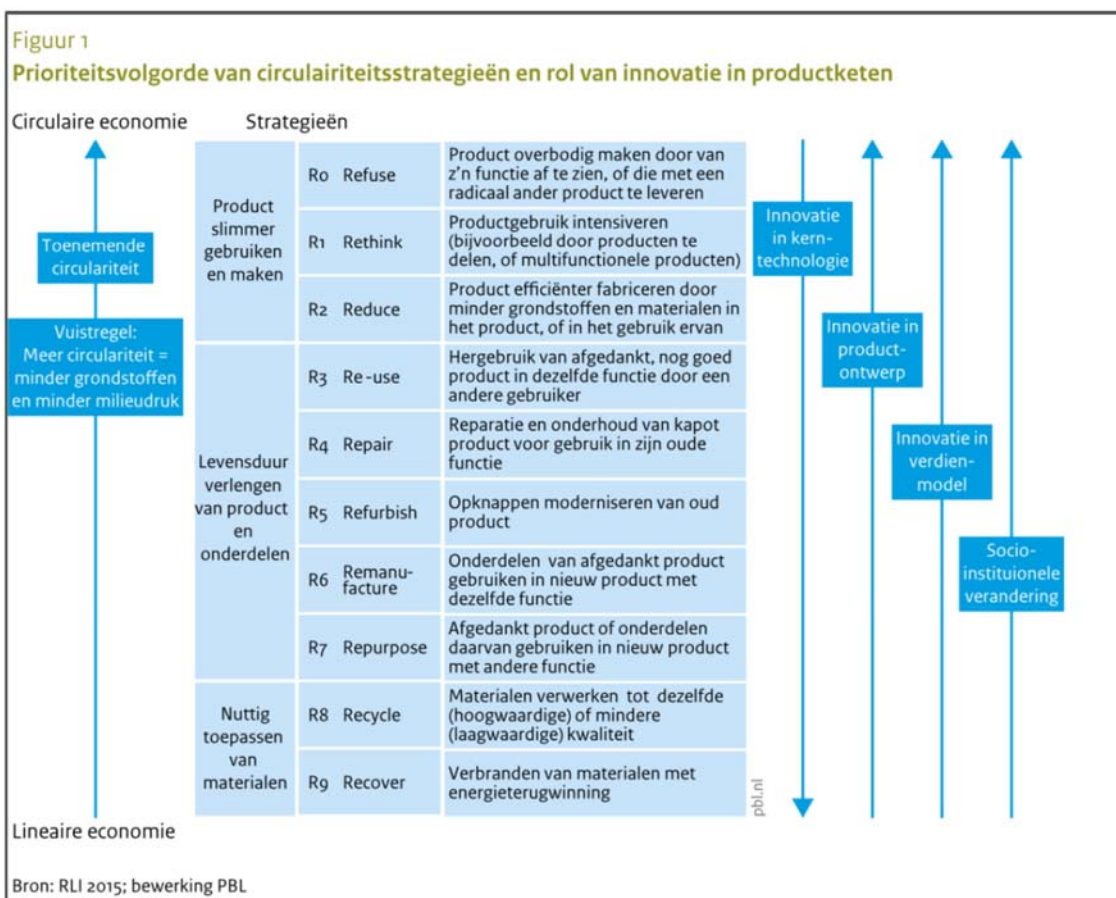 Figuur 1
Prioriteitsvolgorde van circulairiteitsstrategieën en rol van innovatie in productketen
Circulaire economie
Strategieën
Toenemende
circulariteit
Vuistregel:
Meer circulariteit =
minder grondstoffen
en minder milieudruk
Lineaire economie
Product
slimmer
gebruiken
en maken
R0 Refuse
Product overbodig maken door van
z'n functie af te zien, of die met een
radicaal ander product te leveren
R1 Rethink
Productgebruik intensiveren
(bijvoorbeeld door producten te
delen, of multifunctionele producten)
R2 Reduce
Product efficiënter fabriceren door
minder grondstoffen en materialen in
het product, of in het gebruik ervan
Levensduur
verlengen
van product
en
onderdelen
R3 Re-use
Hergebruik van afgedankt, nog goed
product in dezelfde functie door een
andere gebruiker
R4 Repair
Reparatie en onderhoud van kapot
product voor gebruik in zijn oude
functie
R5 Refurbish
Opknappen moderniseren van oud
product
R6 Remanu-
facture
Onderdelen van afgedankt product
gebruiken in nieuw product met
dezelfde functie
R7 Repurpose
Afgedankt product of onderdelen
daarvan gebruiken in nieuw product
met andere functie
Nuttig
toepassen
van
materialen
R8 Recycle
Materialen verwerken tot dezelfde
(hoogwaardige) of mindere
(laagwaardige) kwaliteit
R9 Recover
Verbranden van materialen met
energieterugwinning
pbl.nl
Innovatie
in kern-
technologie
Innovatie in
product-
ontwerp
Innovatie in
verdien-
model
Socio-
instituionele
verandering
Bron: RLI 2015; bewerking PBL